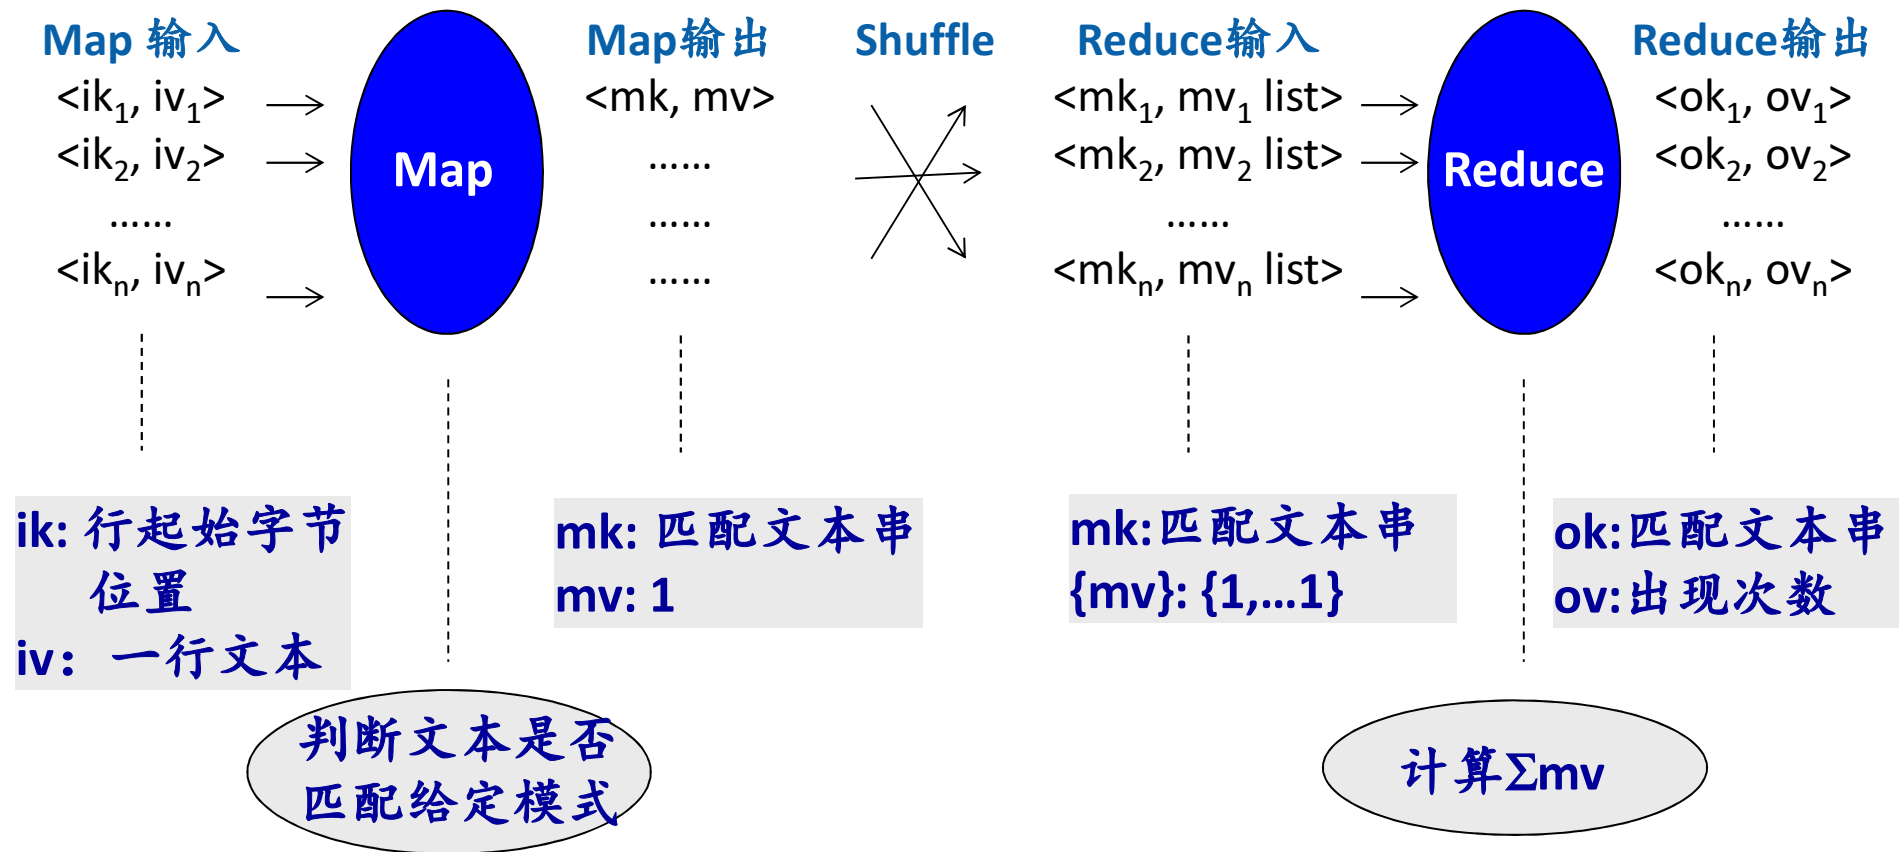 Map 输入
Map输出
Shuffle
Reduce输入
Reduce输出
<ik1, iv1>
<mk, mv>
<mk1, mv1 list>
<ok1, ov1>
<ik2, iv2>
Map
……
<mk2, mv2 list>
Reduce
<ok2, ov2>
……
……
……
……
<ikn, ivn>
……
<mkn, mvn list>
<okn, ovn>
ik: 行起始字节
位置
iv: 一行文本
mk: 匹配文本串
mv: 1
mk:匹配文本串
{mv}: {1,…1}
ok:匹配文本串
ov:出现次数
判断文本是否
匹配给定模式
计算Σmv